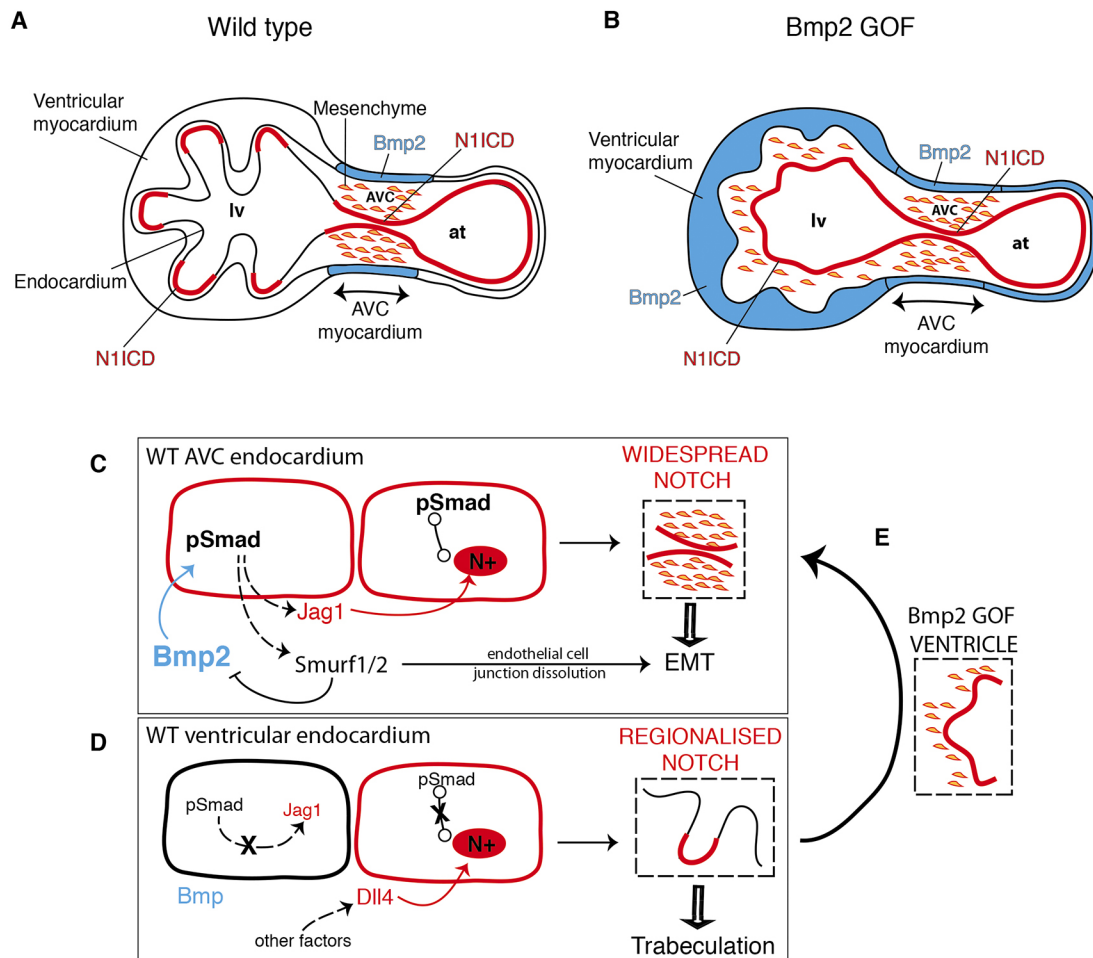 A
Wild type
Ventricular
myocardium
Mesenchyme
Bmp2
N1ICD
AVC
lv
at
Endocardium
AVC
myocardium
N1ICD
B
Bmp2 GOF
Ventricular
myocardium
Bmp2
N1ICD
AVC
lv
at
Bmp2
AVC
myocardium
N1ICD
C
WT AVC endocardium
WIDESPREAD
NOTCH
pSmad
pSmad
N+
Jag1
Bmp2
Smurf1/2
endothelial cell
junction dissolution
EMT
D
WT ventricular endocardium
REGIONALISED
NOTCH
pSmad
Jag1
X
pSmad
X
N+
Bmp
Dll4
other factors
Trabeculation
E
Bmp2 GOF
VENTRICLE